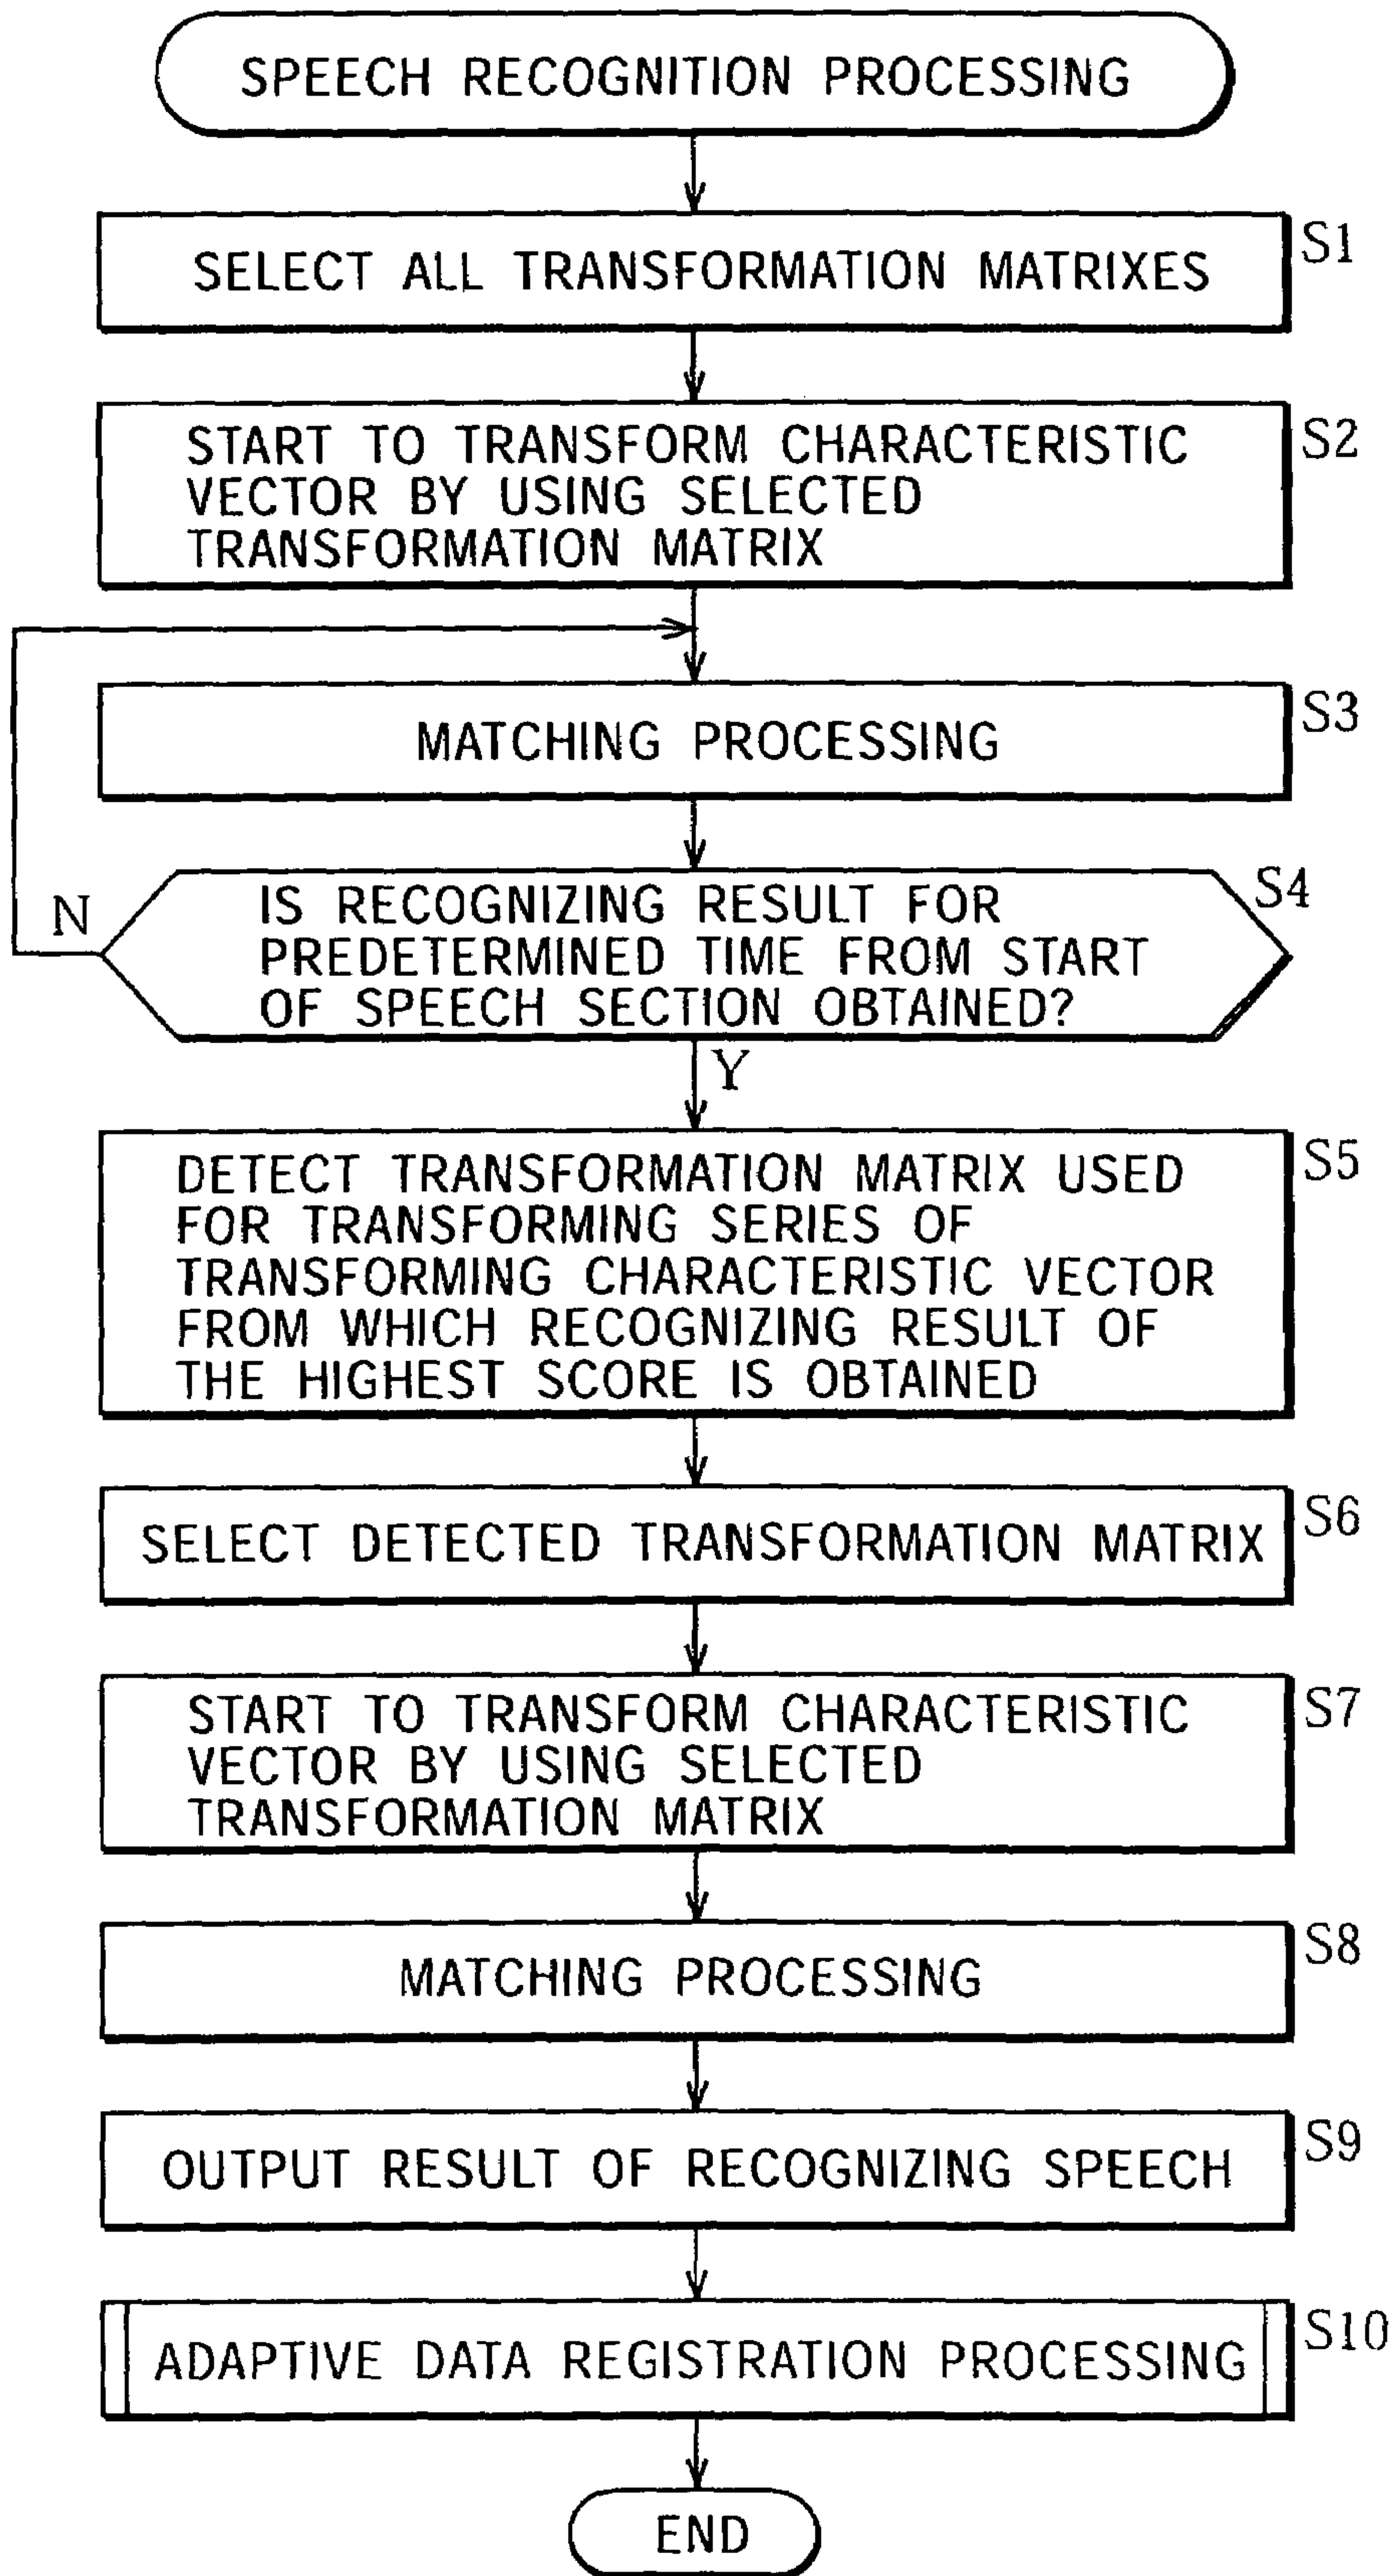 SPEECH RECOGNITION PROCESSING
SELECT ALL TRANSFORMATION MATRIXES
S1
START TO TRANSFORM CHARACTERISTIC
VECTOR BY USING SELECTED
TRANSFORMATION MATRIX
S2
MATCHING PROCESSING
S3
IS RECOGNIZING RESULT FOR
PREDETERMINED TIME FROM START
OF SPEECH SECTION OBTAINED?
S4
N
Y
DETECT TRANSFORMATION MATRIX USED
FOR TRANSFORMING SERIES OF
TRANSFORMING CHARACTERISTIC VECTOR
FROM WHICH RECOGNIZING RESULT OF
THE HIGHEST SCORE IS OBTAINED
S5
SELECT DETECTED TRANSFORMATION MATRIX
S6
START TO TRANSFORM CHARACTERISTIC
VECTOR BY USING SELECTED
TRANSFORMATION MATRIX
S7
MATCHING PROCESSING
S8
OUTPUT RESULT OF RECOGNIZING SPEECH
S9
ADAPTIVE DATA REGISTRATION PROCESSING
S10
END